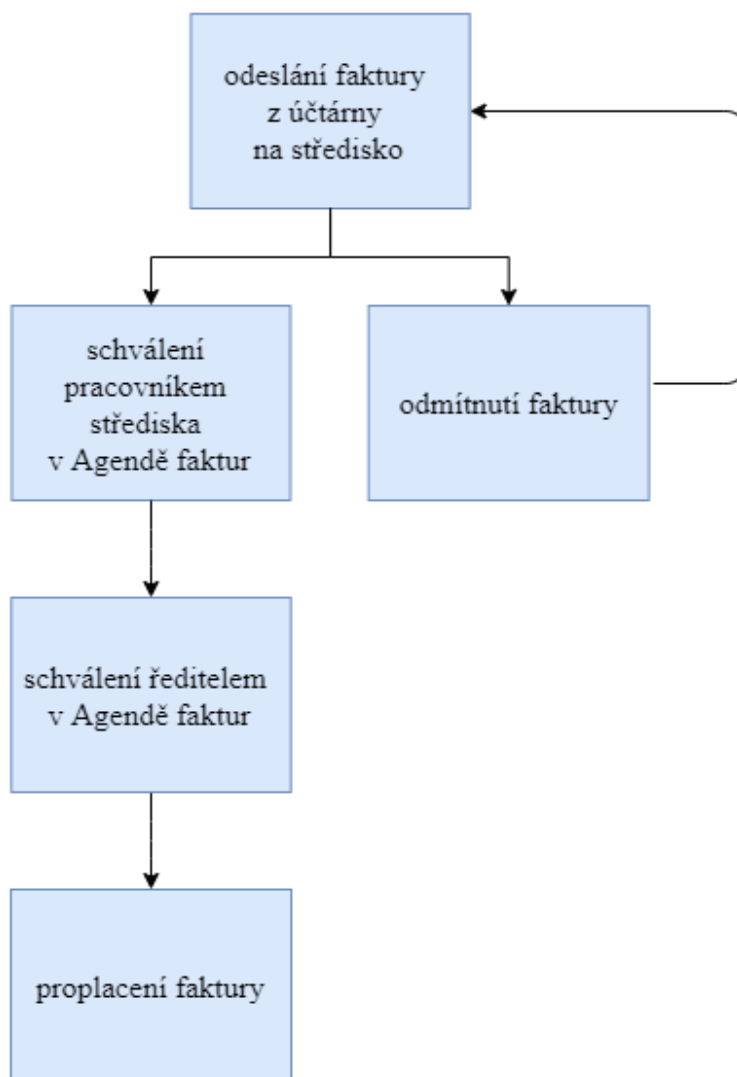 odeslání faktury
z účtárny
na středisko
schválení
pracovníkem
střediska
v Agendě faktur
odmítnutí faktury
schválení ředitelem
v Agendě faktur
proplacení faktury